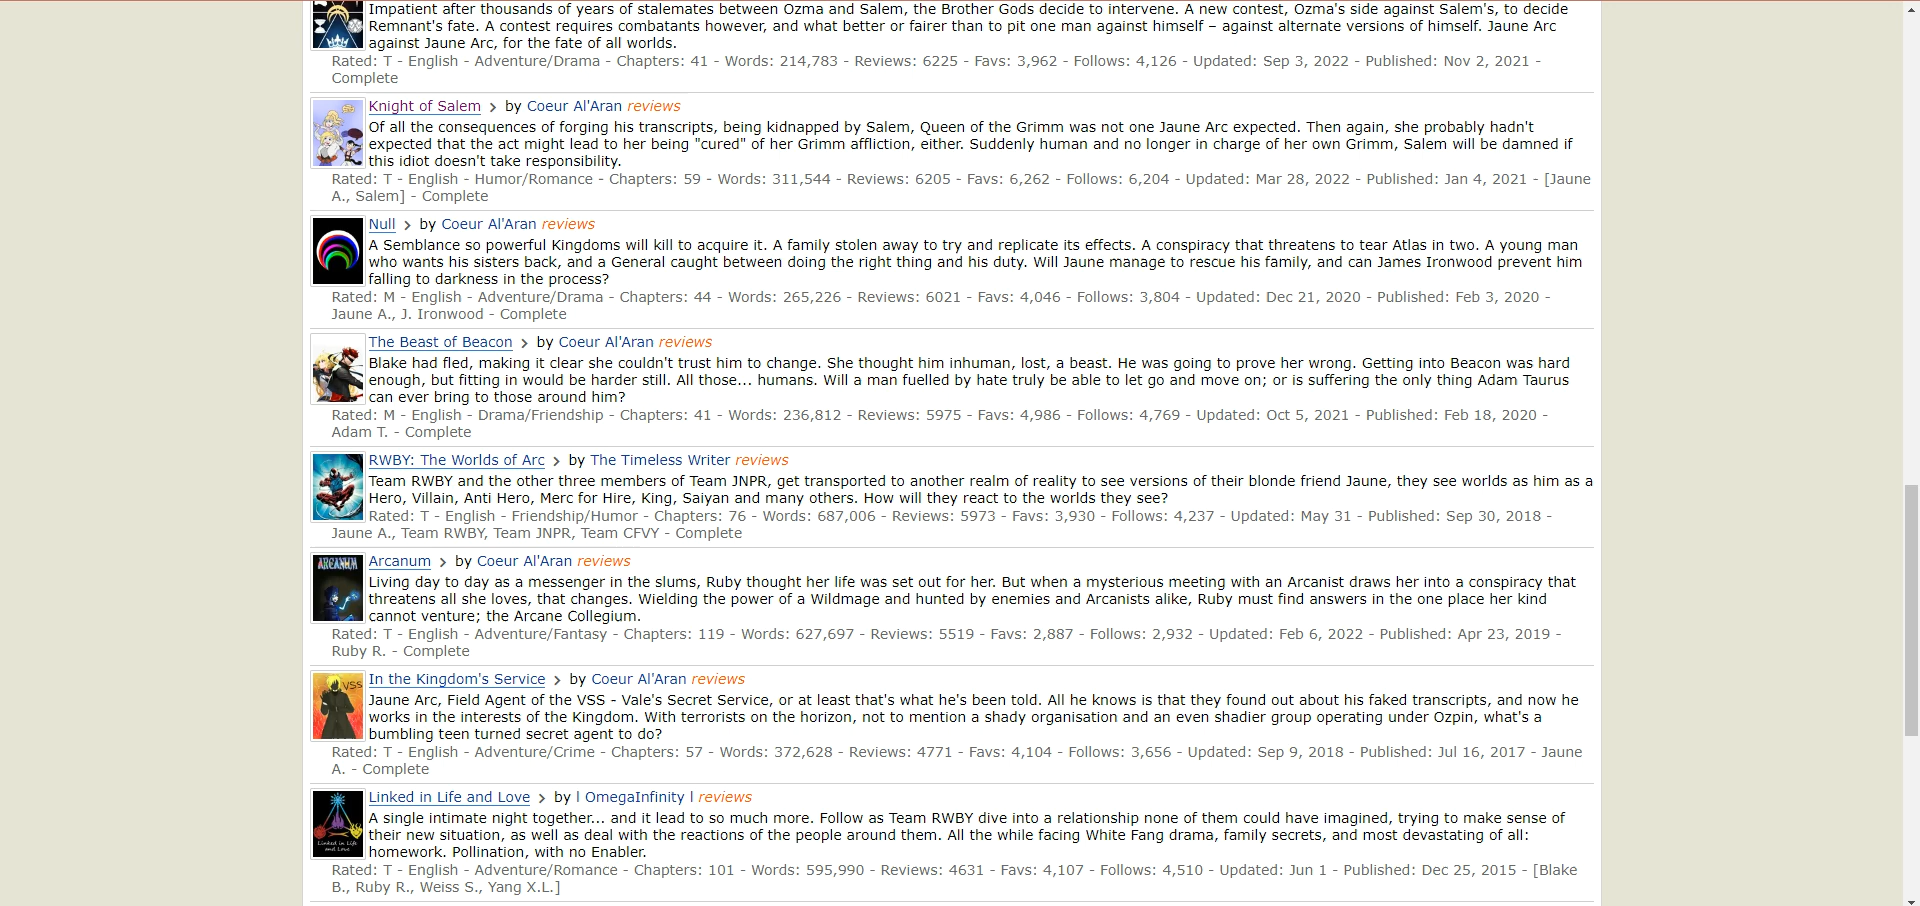 Impatient after thousands of years of stalemates between Ozma and Salem, the Brother Gods decide to intervene. A new contest, Ozma's side against Salem's, to decide
Remnant's fate. A contest requires combatants however, and what better or fairer than to pit one man against himself – against alternate versions of himself. Jaune Arc
against Jaune Arc, for the fate of all worlds.
Rated: T - English - Adventure/Drama - Chapters: 41 - Words: 214,783 - Reviews: 6225 - Favs: 3,962 - Follows: 4,126 - Updated: Sep 3, 2022 - Published: Nov 2, 2021 -
Complete
Knight of Salem > by Coeur Al'Aran reviews
Of all the consequences of forging his transcripts, being kidnapped by Salem, Queen of the Grimm was not one Jaune Arc expected. Then again, she probably hadn't
expected that the act might lead to her being "cured" of her Grimm affliction, either. Suddenly human and no longer in charge of her own Grimm, Salem will be damned if
this idiot doesn't take responsibility.
Rated: T - English - Humor/Romance - Chapters: 59 - Words: 311,544 - Reviews: 6205 - Favs: 6,262 - Follows: 6,204 - Updated: Mar 28, 2022 - Published: Jan 4, 2021 - [Jaune
A., Salem] - Complete
Null > by Coeur Al'Aran reviews
A Semblance so powerful Kingdoms will kill to acquire it. A family stolen away to try and replicate its effects. A conspiracy that threatens to tear Atlas in two. A young man
who wants his sisters back, and a General caught between doing the right thing and his duty. Will Jaune manage to rescue his family, and can James Ironwood prevent him
falling to darkness in the process?
Rated: M - English - Adventure/Drama - Chapters: 44 - Words: 265,226 - Reviews: 6021 - Favs: 4,046 - Follows: 3,804 - Updated: Dec 21, 2020 - Published: Feb 3, 2020 -
Jaune A., J. Ironwood - Complete
The Beast of Beacon > by Coeur Al'Aran reviews
Blake had fled, making it clear she couldn't trust him to change. She thought him inhuman, lost, a beast. He was going to prove her wrong. Getting into Beacon was hard
enough, but fitting in would be harder still. All those... humans. Will a man fuelled by hate truly be able to let go and move on; or is suffering the only thing Adam Taurus
can ever bring to those around him?
Rated: M - English - Drama/Friendship - Chapters: 41 - Words: 236,812 - Reviews: 5975 - Favs: 4,986 - Follows: 4,769 - Updated: Oct 5, 2021 - Published: Feb 18, 2020 -
Adam T. - Complete
RWBY: The Worlds of Arc > by The Timeless Writer reviews
Team RWBY and the other three members of Team JNPR, get transported to another realm of reality to see versions of their blonde friend Jaune, they see worlds as him as a
Hero, Villain, Anti Hero, Merc for Hire, King, Saiyan and many others. How will they react to the worlds they see?
Rated: T - English - Friendship/Humor - Chapters: 76 - Words: 687,006 - Reviews: 5973 - Favs: 3,930 - Follows: 4,237 - Updated: May 31 - Published: Sep 30, 2018 -
Jaune A., Team RWBY, Team JNPR, Team CFVY - Complete
ARCANUM
Arcanum > by Coeur Al'Aran reviews
Living day to day as a messenger in the slums, Ruby thought her life was set out for her. But when a mysterious meeting with an Arcanist draws her into a conspiracy that
threatens all she loves, that changes. Wielding the power of a Wildmage and hunted by enemies and Arcanists alike, Ruby must find answers in the one place her kind
cannot venture; the Arcane Collegium.
Rated: T - English - Adventure/Fantasy - Chapters: 119 - Words: 627,697 - Reviews: 5519 - Favs: 2,887 - Follows: 2,932 - Updated: Feb 6, 2022 - Published: Apr 23, 2019 -
Ruby R. - Complete
VSS
In the Kingdom's Service > by Coeur Al'Aran reviews
Jaune Arc, Field Agent of the VSS - Vale's Secret Service, or at least that's what he's been told. All he knows is that they found out about his faked transcripts, and now he
works in the interests of the Kingdom. With terrorists on the horizon, not to mention a shady organisation and an even shadier group operating under Ozpin, what's a
bumbling teen turned secret agent to do?
Rated: T - English - Adventure/Crime - Chapters: 57 - Words: 372,628 - Reviews: 4771 - Favs: 4,104 - Follows: 3,656 - Updated: Sep 9, 2018 - Published: Jul 16, 2017 - Jaune
A. - Complete
Linked in Life and Love > by l OmegaInfinity l reviews
A single intimate night together... and it lead to so much more. Follow as Team RWBY dive into a relationship none of them could have imagined, trying to make sense of
their new situation, as well as deal with the reactions of the people around them. All the while facing White Fang drama, family secrets, and most devastating of all:
homework. Pollination, with no Enabler.
Linked in Life
and Love
Rated: T - English - Adventure/Romance - Chapters: 101 - Words: 595,990 - Reviews: 4631 - Favs: 4,107 - Follows: 4,510 - Updated: Jun 1 - Published: Dec 25, 2015 - [Blake
B., Ruby R., Weiss S., Yang X.L.]